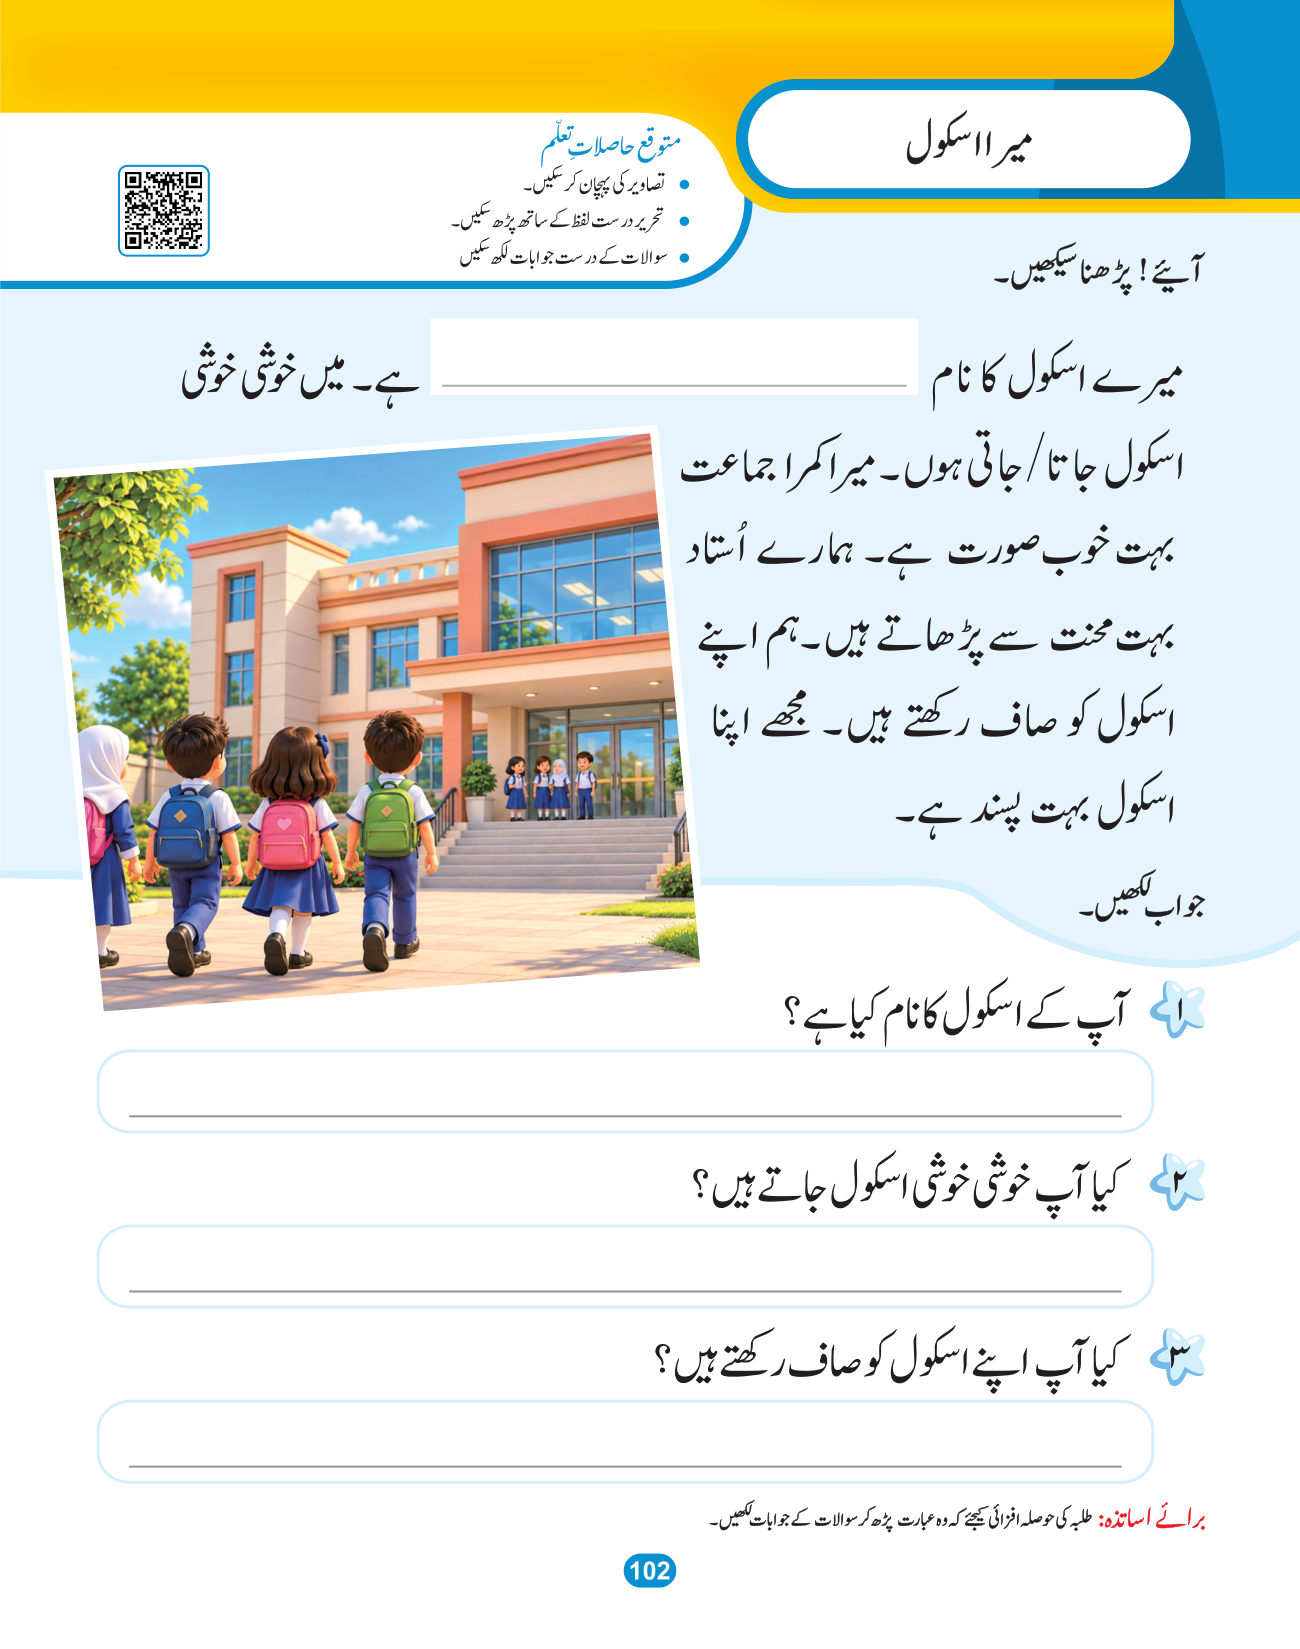 میرا اسکول
متوقع حاصلاتِ تعلّم
• تصاویر کی پہچان کر سکیں۔
• تحریر درست لفظ کے ساتھ پڑھ سکیں۔
• سوالات کے درست جوابات لکھ سکیں
آیئے! پڑھنا سیکھیں۔
میرے اسکول کا نام ہے۔ میں خوشی خوشی
اسکول جاتا/جاتی ہوں۔ میرا کمرا جماعت
بہت خوب صورت ہے۔ ہمارے اُستاد
بہت محنت سے پڑھاتے ہیں۔ ہم اپنے
اسکول کو صاف رکھتے ہیں۔ مجھے اپنا
اسکول بہت پسند ہے۔
جواب لکھیں۔
۱ آپ کے اسکول کا نام کیا ہے؟
۲ کیا آپ خوشی خوشی اسکول جاتے ہیں؟
۳ کیا آپ اپنے اسکول کو صاف رکھتے ہیں؟
برائے اساتذہ: طلبہ کی حوصلہ افزائی کیجئے کہ وہ عبارت پڑھ کر سوالات کے جوابات لکھیں۔
102